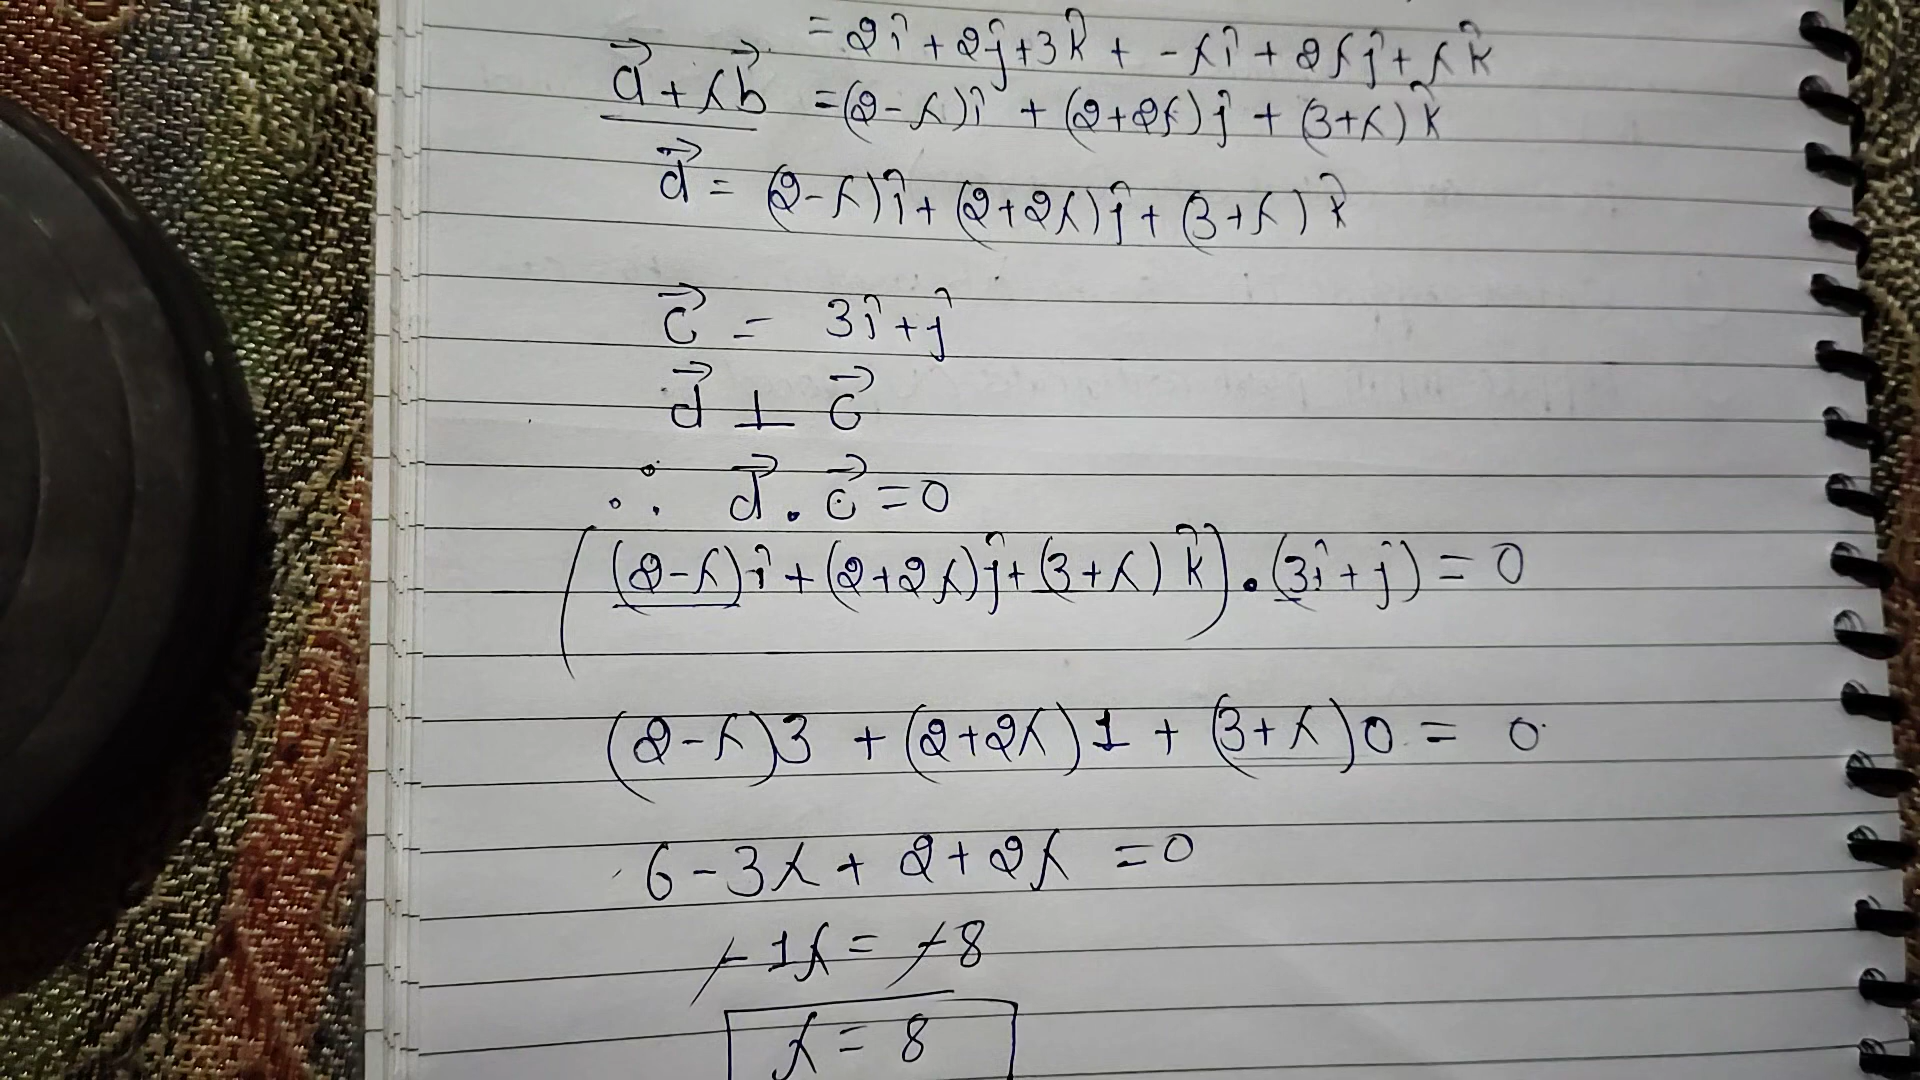 = 2î + 2ĵ + 3k̂ + -λî + 2λĵ + λk̂
a⃗ + λb⃗ = (2-λ)î + (2+2λ)ĵ + (3+λ)k̂
d⃗ = (2-λ)î + (2+2λ)ĵ + (3+λ)k̂
c⃗ = 3î + ĵ
d⃗ ⊥ c⃗
∴ d⃗ . c⃗ = 0
((2-λ)î + (2+2λ)ĵ + (3+λ)k̂) . (3î + ĵ) = 0
(2-λ)3 + (2+2λ)1 + (3+λ)0 = 0
6 - 3λ + 2 + 2λ = 0
-1λ = -8
λ = 8